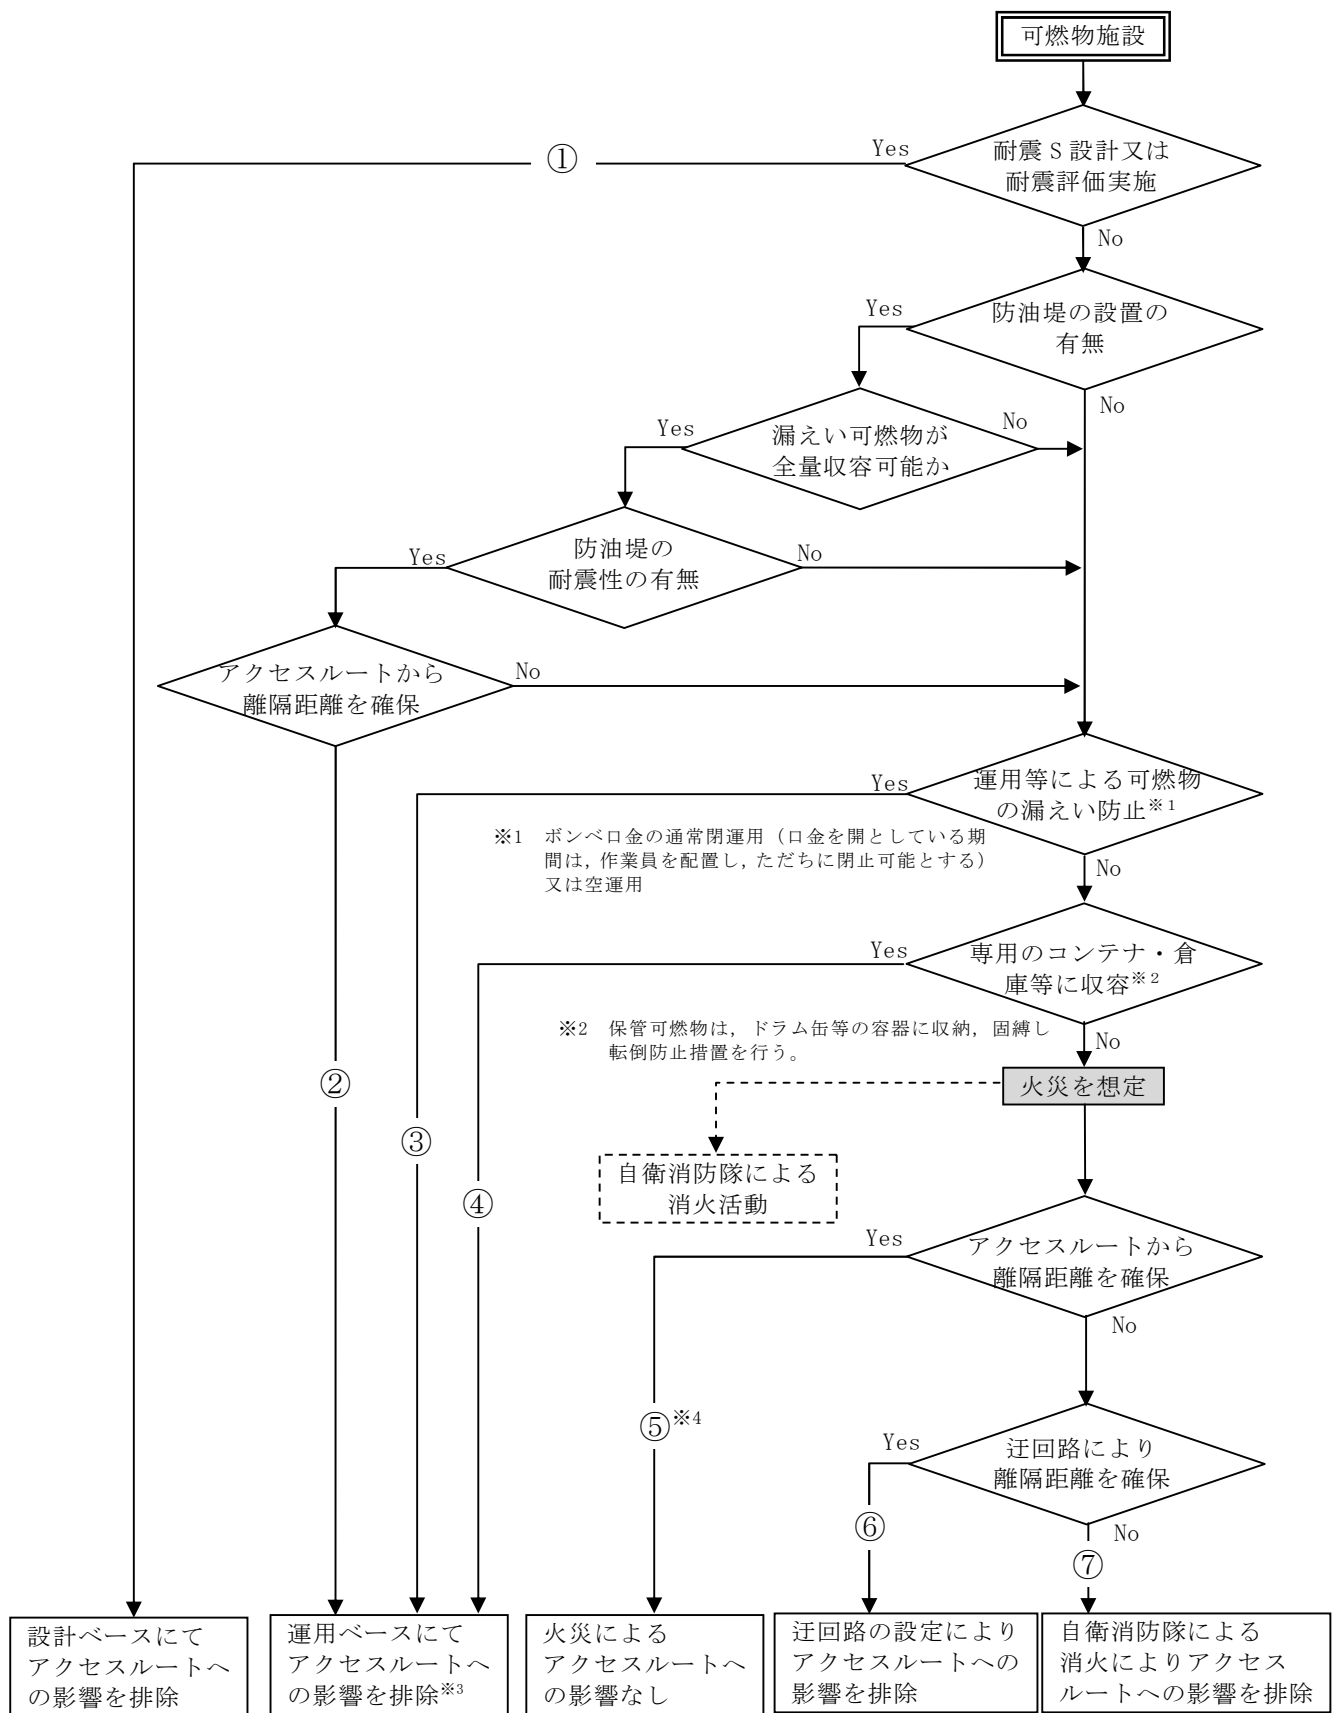 可燃物施設
耐震 S 設計又は
耐震評価実施
Yes
①
No
防油堤の設置の
有無
Yes
No
漏えい可燃物が
全量収容可能か
Yes
No
防油堤の
耐震性の有無
Yes
No
アクセスルートから
離隔距離を確保
No
運用等による可燃物
の漏えい防止※1
Yes
※1 ボンベ口金の通常閉運用（口金を開としている期
間は，作業員を配置し，ただちに閉止可能とする）
又は空運用
No
専用のコンテナ・倉
庫等に収容※2
Yes
※2 保管可燃物は，ドラム缶等の容器に収納，固縛し
転倒防止措置を行う。
No
火災を想定
②
③
④
自衛消防隊による
消火活動
アクセスルートから
離隔距離を確保
Yes
No
⑤※4
迂回路により
離隔距離を確保
Yes
⑥
No
⑦
設計ベースにて
アクセスルートへ
の影響を排除
運用ベースにて
アクセスルートへ
の影響を排除※3
火災による
アクセスルートへ
の影響なし
迂回路の設定により
アクセスルートへの
影響を排除
自衛消防隊による
消火によりアクセス
ルートへの影響を排除